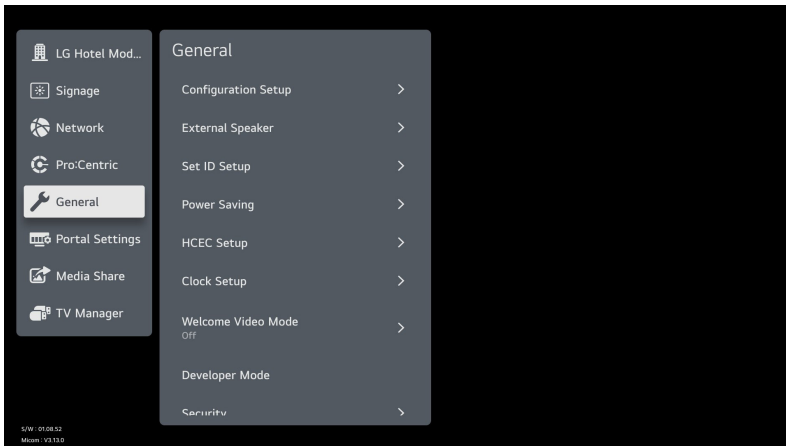 LG Hotel Mod...
Signage
Network
Pro:Centric
General
Portal Settings
Media Share
TV Manager
General
Configuration Setup
External Speaker
Set ID Setup
Power Saving
HCEC Setup
Clock Setup
Welcome Video Mode
Off
Developer Mode
Security
S/W : 01.08.52
Micom : V3.13.0